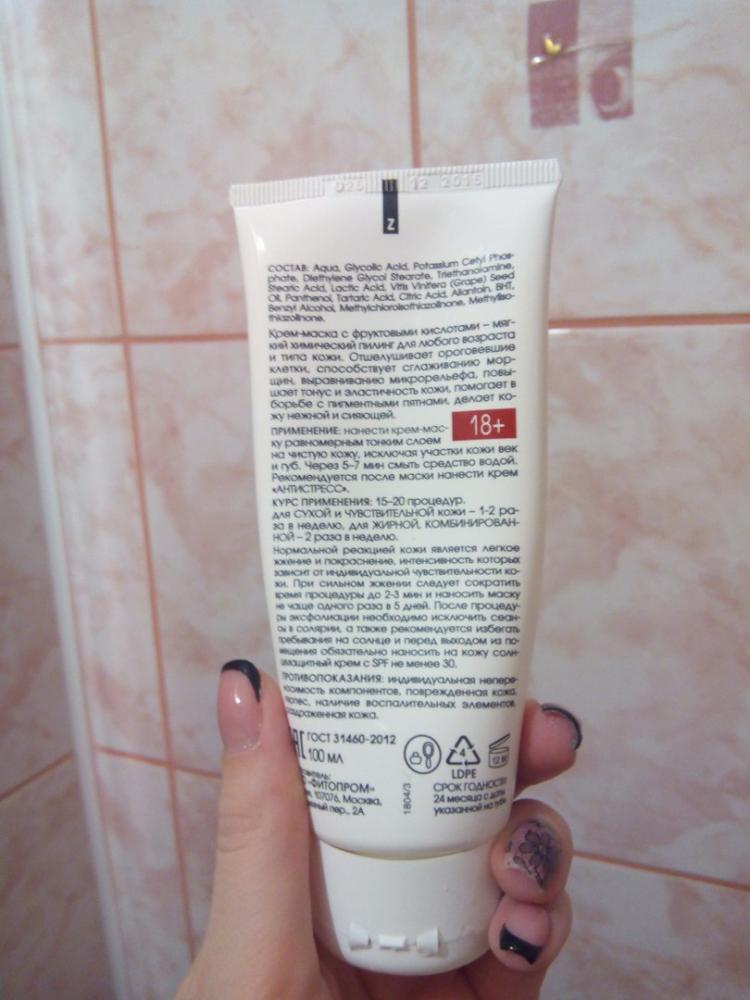 025 12 2015
Z
СОСТАВ: Aqua, Glycolic Acid, Potassium Cetyl Phos-
phate, Diethylene Glycol Stearate, Triethanolamine,
Stearic Acid, Lactic Acid, Vitis Vinifera (Grape) Seed
Oil, Panthenol, Tartaric Acid, Citric Acid, Allantoin, BHT,
Benzyl Alcohol, Methylchloroisothiazolinone, Methyliso-
thiazolinone.
Крем-маска с фруктовыми кислотами – мяг-
кий химический пилинг для любого возраста
и типа кожи. Отшелушивает ороговевшие
клетки, способствует сглаживанию мор-
щин, выравниванию микрорельефа, повы-
шает тонус и эластичность кожи, помогает в
борьбе с пигментными пятнами, делает ко-
жу нежной и сияющей.
18+
ПРИМЕНЕНИЕ: нанести крем-мас-
ку равномерным тонким слоем
на чистую кожу, исключая участки кожи век
и губ. Через 5–7 мин смыть средство водой.
Рекомендуется после маски нанести крем
«АНТИСТРЕСС».
КУРС ПРИМЕНЕНИЯ: 15–20 процедур.
для СУХОЙ и ЧУВСТВИТЕЛЬНОЙ кожи – 1-2 ра-
за в неделю, для ЖИРНОЙ, КОМБИНИРОВАН-
НОЙ – 2 раза в неделю.
Нормальной реакцией кожи является легкое
жжение и покраснение, интенсивность которых
зависит от индивидуальной чувствительности ко-
жи. При сильном жжении следует сократить
время процедуры до 2-3 мин и наносить маску
не чаще одного раза в 5 дней. После процеду-
ры эксфолиации необходимо исключить сеан-
сы в солярии, а также рекомендуется избегать
пребывания на солнце и перед выходом из по-
мещения обязательно наносить на кожу солн-
цезащитный крем с SPF не менее 30.
ПРОТИВОПОКАЗАНИЯ: индивидуальная непере-
носимость компонентов, поврежденная кожа,
герпес, наличие воспалительных элементов,
раздраженная кожа.
ГОСТ 31460-2012
100 МЛ
«ФИТОПРОМ»
107076, Москва,
пер., 2А
1804/3
4
LDPE
12 М
СРОК ГОДНОСТИ
24 месяца с даты
указанной на тубе